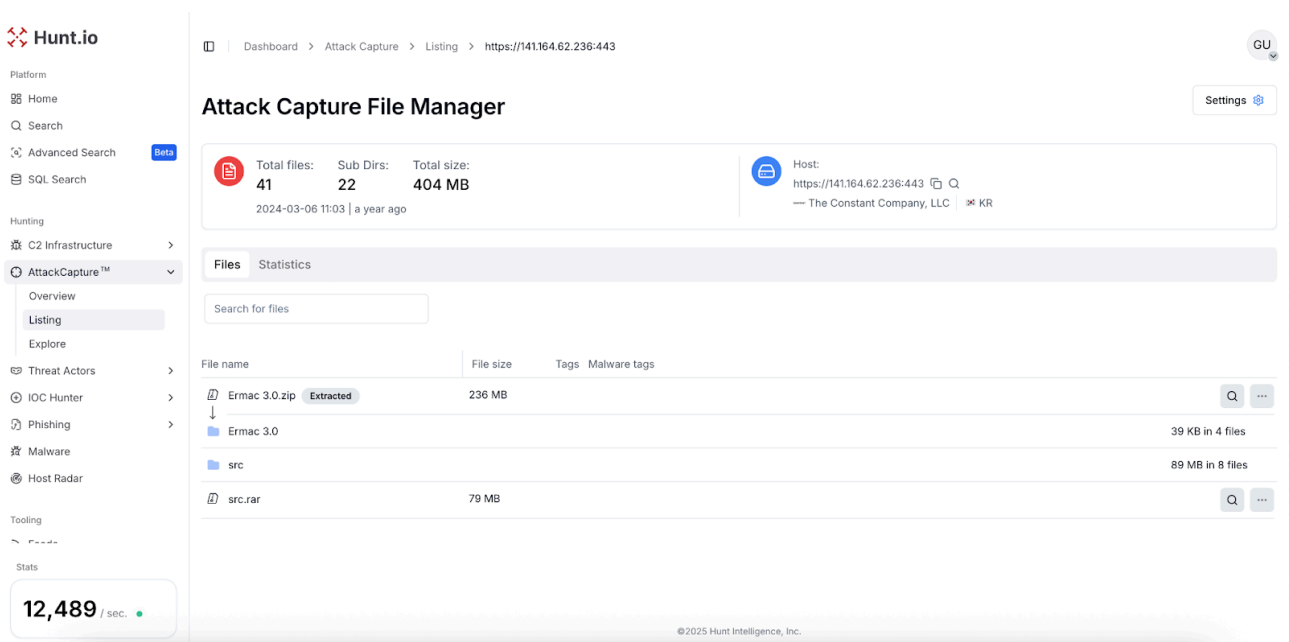 Hunt.io
Platform
Home
Search
Advanced Search Beta
SQL Search
Hunting
C2 Infrastructure
AttackCapture™
Overview
Listing
Explore
Threat Actors
IOC Hunter
Phishing
Malware
Host Radar
Tooling
Feeds
Stats
12,489 / sec.
Dashboard > Attack Capture > Listing > https://141.164.62.236:443
GU
Attack Capture File Manager
Settings
Total files: Sub Dirs: Total size:
41 22 404 MB
2024-03-06 11:03 | a year ago
Host:
https://141.164.62.236:443
— The Constant Company, LLC KR
Files Statistics
Search for files
File name File size Tags Malware tags
Ermac 3.0.zip Extracted 236 MB
Ermac 3.0 39 KB in 4 files
src 89 MB in 8 files
src.rar 79 MB
©2025 Hunt Intelligence, Inc.